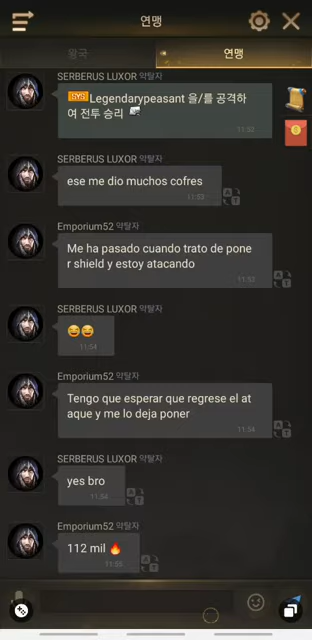 연맹
왕국
연맹
SERBERUS LUXOR 약탈자
SYS Legendarypeasant 을/를 공격하
여 전투 승리
11:52
SERBERUS LUXOR 약탈자
ese me dio muchos cofres
11:53
Emporium52 약탈자
Me ha pasado cuando trato de pone
r shield y estoy atacando
11:53
SERBERUS LUXOR 약탈자
😂😂
11:54
Emporium52 약탈자
Tengo que esperar que regrese el at
aque y me lo deja poner
11:54
SERBERUS LUXOR 약탈자
yes bro
11:54
Emporium52 약탈자
112 mil 🔥
11:55